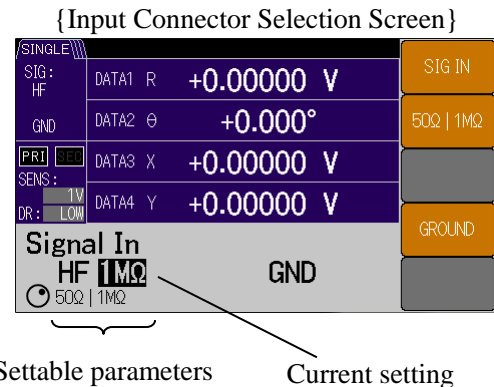 {Input Connector Selection Screen}
SINGLE
SIG:
HF
GND
PRI SEC
SENS:
1V
DR: LOW
DATA1 R +0.00000 V
DATA2 θ +0.000°
DATA3 X +0.00000 V
DATA4 Y +0.00000 V
SIG IN
50Ω | 1MΩ
GROUND
Signal In
HF 1MΩ GND
50Ω | 1MΩ
Settable parameters
Current setting